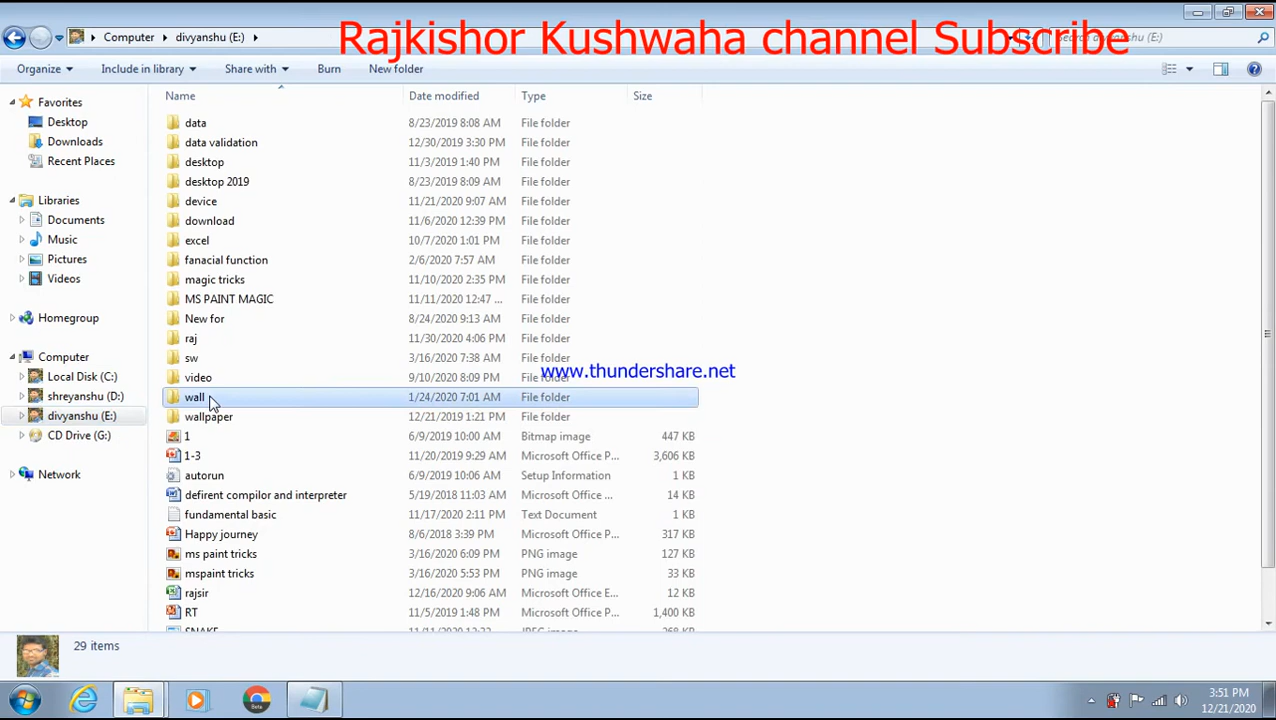 Rajkishor Kushwaha channel Subscribe
Computer divyanshu (E:)
Organize Include in library Share with Burn New folder
Name Date modified Type Size
Favorites
Desktop
Downloads
Recent Places
Libraries
Documents
Music
Pictures
Videos
Homegroup
Computer
Local Disk (C:)
shreyanshu (D:)
divyanshu (E:)
CD Drive (G:)
Network
data 8/23/2019 8:08 AM File folder
data validation 12/30/2019 3:30 PM File folder
desktop 11/3/2019 1:40 PM File folder
desktop 2019 8/23/2019 8:09 AM File folder
device 11/21/2020 9:07 AM File folder
download 11/6/2020 12:39 PM File folder
excel 10/7/2020 1:01 PM File folder
fanacial function 2/6/2020 7:57 AM File folder
magic tricks 11/10/2020 2:35 PM File folder
MS PAINT MAGIC 11/11/2020 12:47 ... File folder
New for 8/24/2020 9:13 AM File folder
raj 11/30/2020 4:06 PM File folder
sw 3/16/2020 7:38 AM File folder
www.thundershare.net
video 9/10/2020 8:09 PM File folder
wall 1/24/2020 7:01 AM File folder
wallpaper 12/21/2019 1:21 PM File folder
1 6/9/2019 10:00 AM Bitmap image 447 KB
1-3 11/20/2019 9:29 AM Microsoft Office P... 3,606 KB
autorun 6/9/2019 10:06 AM Setup Information 1 KB
defirent compilor and interpreter 5/19/2018 11:03 AM Microsoft Office ... 14 KB
fundamental basic 11/17/2020 2:11 PM Text Document 1 KB
Happy journey 8/6/2018 3:39 PM Microsoft Office P... 317 KB
ms paint tricks 3/16/2020 6:09 PM PNG image 127 KB
mspaint tricks 3/16/2020 5:53 PM PNG image 33 KB
rajsir 12/16/2020 9:06 AM Microsoft Office E... 12 KB
RT 11/5/2019 1:48 PM Microsoft Office P... 1,400 KB
29 items
3:51 PM
12/21/2020